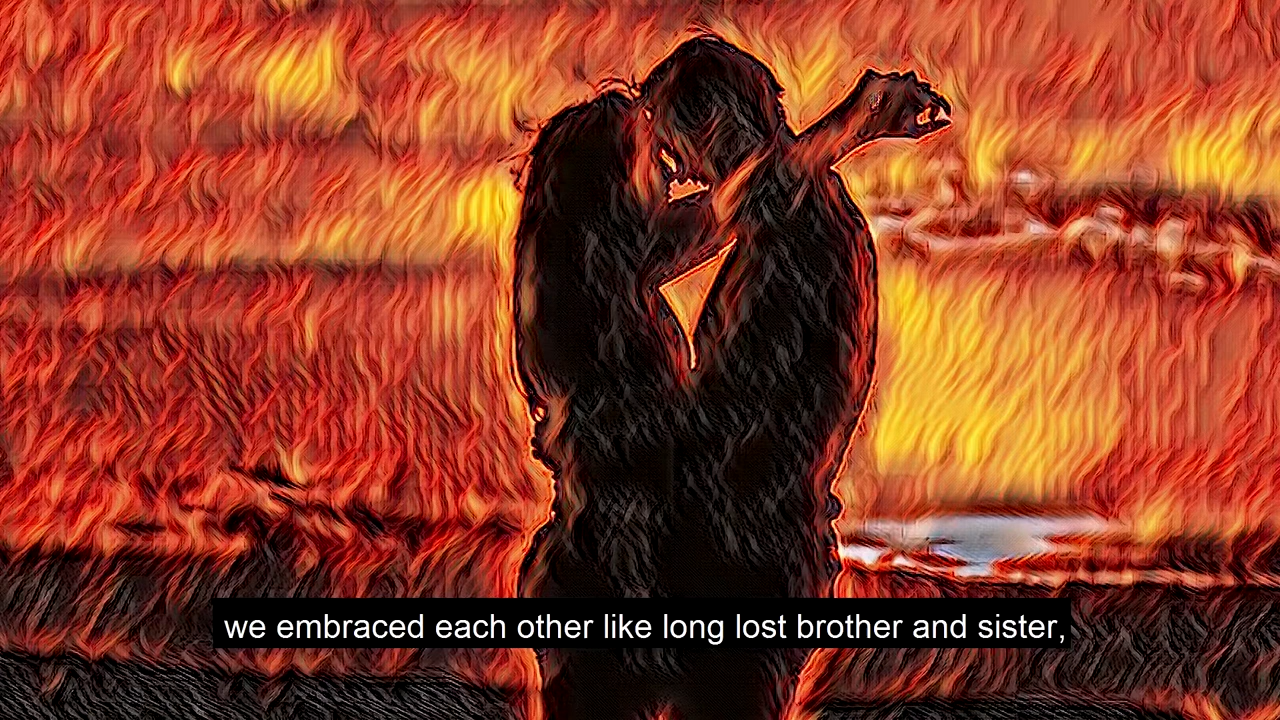 we embraced each other like long lost brother and sister,